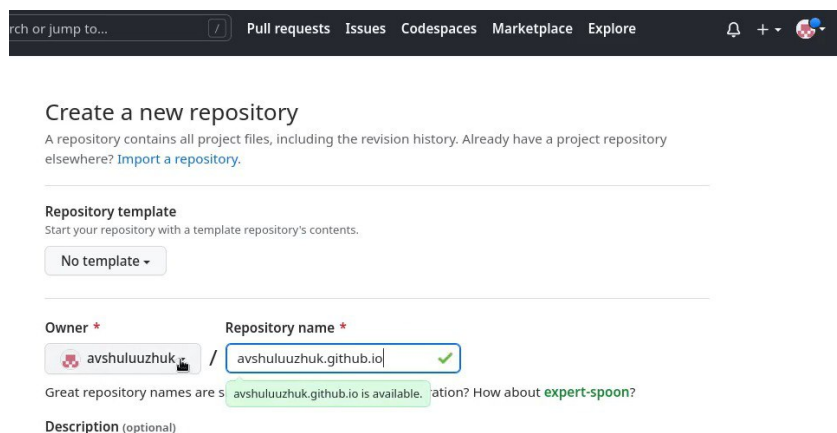 rch or jump to... / Pull requests Issues Codespaces Marketplace Explore
Create a new repository
A repository contains all project files, including the revision history. Already have a project repository
elsewhere? Import a repository.
Repository template
Start your repository with a template repository's contents.
No template
Owner * Repository name *
avshuluuzhuk / avshuluuzhuk.github.io
Great repository names are s ration? How about expert-spoon?
avshuluuzhuk.github.io is available.
Description (optional)